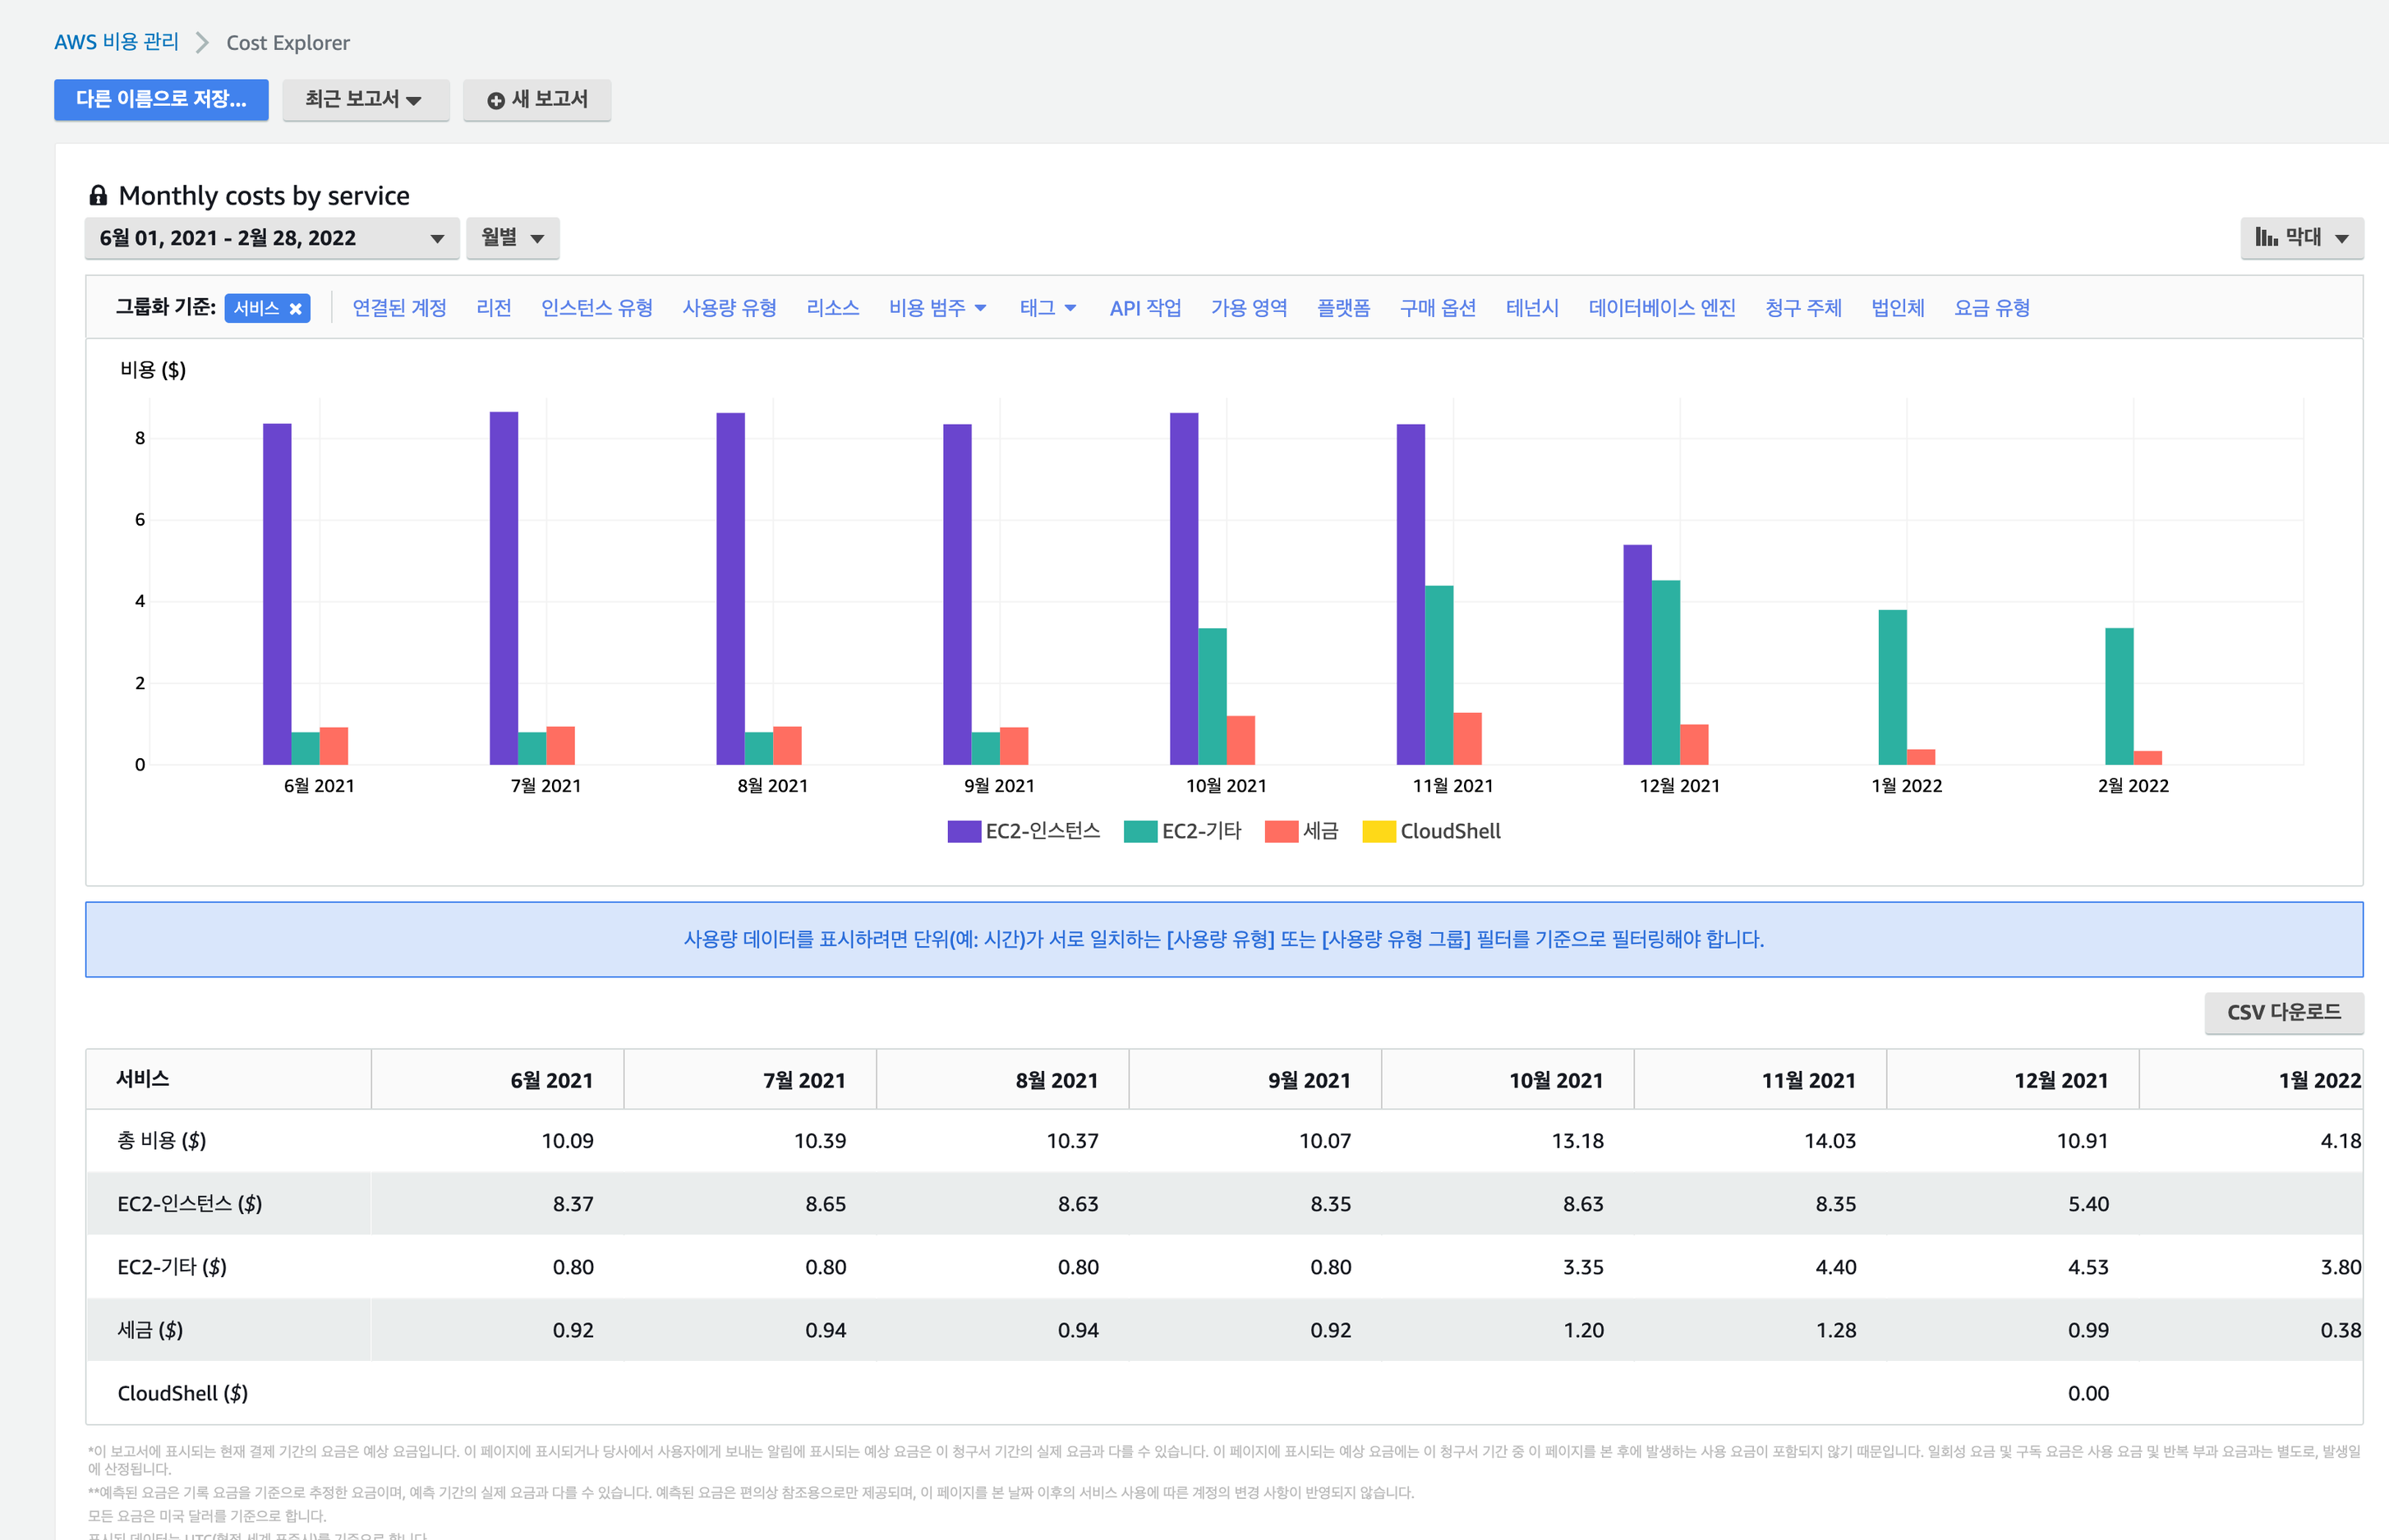 AWS 비용 관리 Cost Explorer
다른 이름으로 저장... 최근 보고서 새 보고서
Monthly costs by service
6월 01, 2021 - 2월 28, 2022 월별 막대
그룹화 기준: 서비스 연결된 계정 리전 인스턴스 유형 사용량 유형 리소스 비용 범주 태그 API 작업 가용 영역 플랫폼 구매 옵션 테넌시 데이터베이스 엔진 청구 주체 법인체 요금 유형
비용 ($)
8
6
4
2
0
6월 2021 7월 2021 8월 2021 9월 2021 10월 2021 11월 2021 12월 2021 1월 2022 2월 2022
EC2-인스턴스 EC2-기타 세금 CloudShell
사용량 데이터를 표시하려면 단위(예: 시간)가 서로 일치하는 [사용량 유형] 또는 [사용량 유형 그룹] 필터를 기준으로 필터링해야 합니다.
CSV 다운로드
서비스 6월 2021 7월 2021 8월 2021 9월 2021 10월 2021 11월 2021 12월 2021 1월 2022
총 비용 ($) 10.09 10.39 10.37 10.07 13.18 14.03 10.91 4.18
EC2-인스턴스 ($) 8.37 8.65 8.63 8.35 8.63 8.35 5.40
EC2-기타 ($) 0.80 0.80 0.80 0.80 3.35 4.40 4.53 3.80
세금 ($) 0.92 0.94 0.94 0.92 1.20 1.28 0.99 0.38
CloudShell ($) 0.00
*이 보고서에 표시되는 현재 결제 기간의 요금은 예상 요금입니다. 이 페이지에 표시되거나 당사에서 사용자에게 보내는 알림에 표시되는 예상 요금은 이 청구서 기간의 실제 요금과 다를 수 있습니다. 이 페이지에 표시되는 예상 요금에는 이 청구서 기간 중 이 페이지를 본 후에 발생하는 사용 요금이 포함되지 않기 때문입니다. 일회성 요금 및 구독 요금은 사용 요금 및 반복 부과 요금과는 별도로, 발생일
에 산정됩니다.
**예측된 요금은 기록 요금을 기준으로 추정한 요금이며, 예측 기간의 실제 요금과 다를 수 있습니다. 예측된 요금은 편의상 참조용으로만 제공되며, 이 페이지를 본 날짜 이후의 서비스 사용에 따른 계정의 변경 사항이 반영되지 않습니다.
모든 요금은 미국 달러를 기준으로 합니다.
표시된 데이터는 UTC(협정 세계 표준시)를 기준으로 합니다.